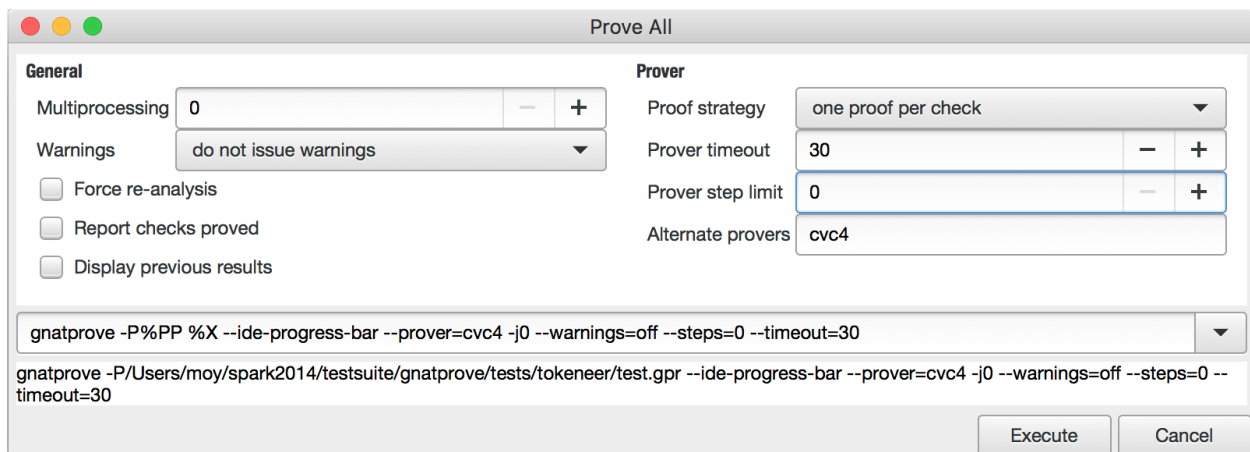 Prove All
General
Multiprocessing 0
Warnings do not issue warnings
Force re-analysis
Report checks proved
Display previous results
Prover
Proof strategy one proof per check
Prover timeout 30
Prover step limit 0
Alternate provers cvc4
gnatprove -P%PP %X --ide-progress-bar --prover=cvc4 -j0 --warnings=off --steps=0 --timeout=30
gnatprove -P/Users/moy/spark2014/testsuite/gnatprove/tests/tokeneer/test.gpr --ide-progress-bar --prover=cvc4 -j0 --warnings=off --steps=0 --
timeout=30
Execute Cancel